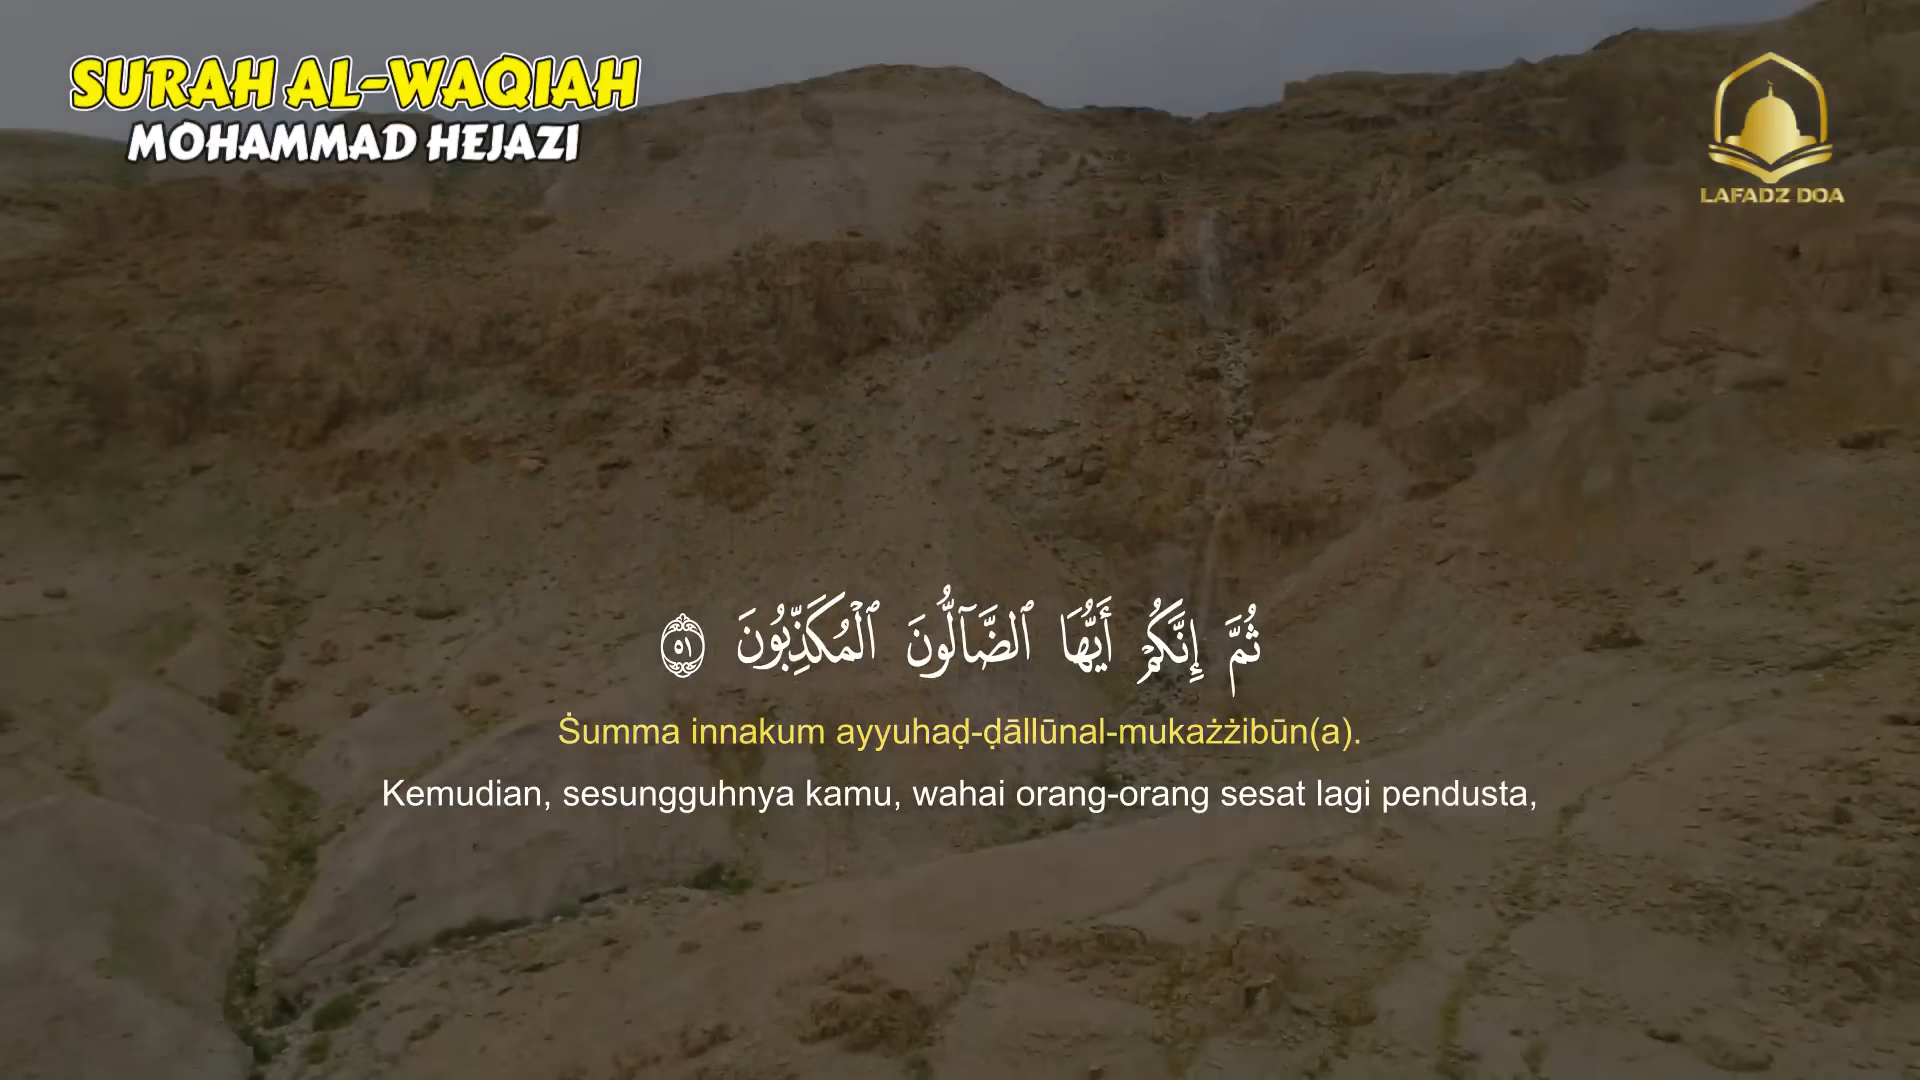 SURAH AL-WAQIAH
MOHAMMAD HEJAZI
LAFADZ DOA
ثُمَّ إِنَّكُمْ أَيُّهَا ٱلضَّآلُّونَ ٱلْمُكَذِّبُونَ ٥١
Ṡumma innakum ayyuhaḍ-ḍāllūnal-mukażżibūn(a).
Kemudian, sesungguhnya kamu, wahai orang-orang sesat lagi pendusta,